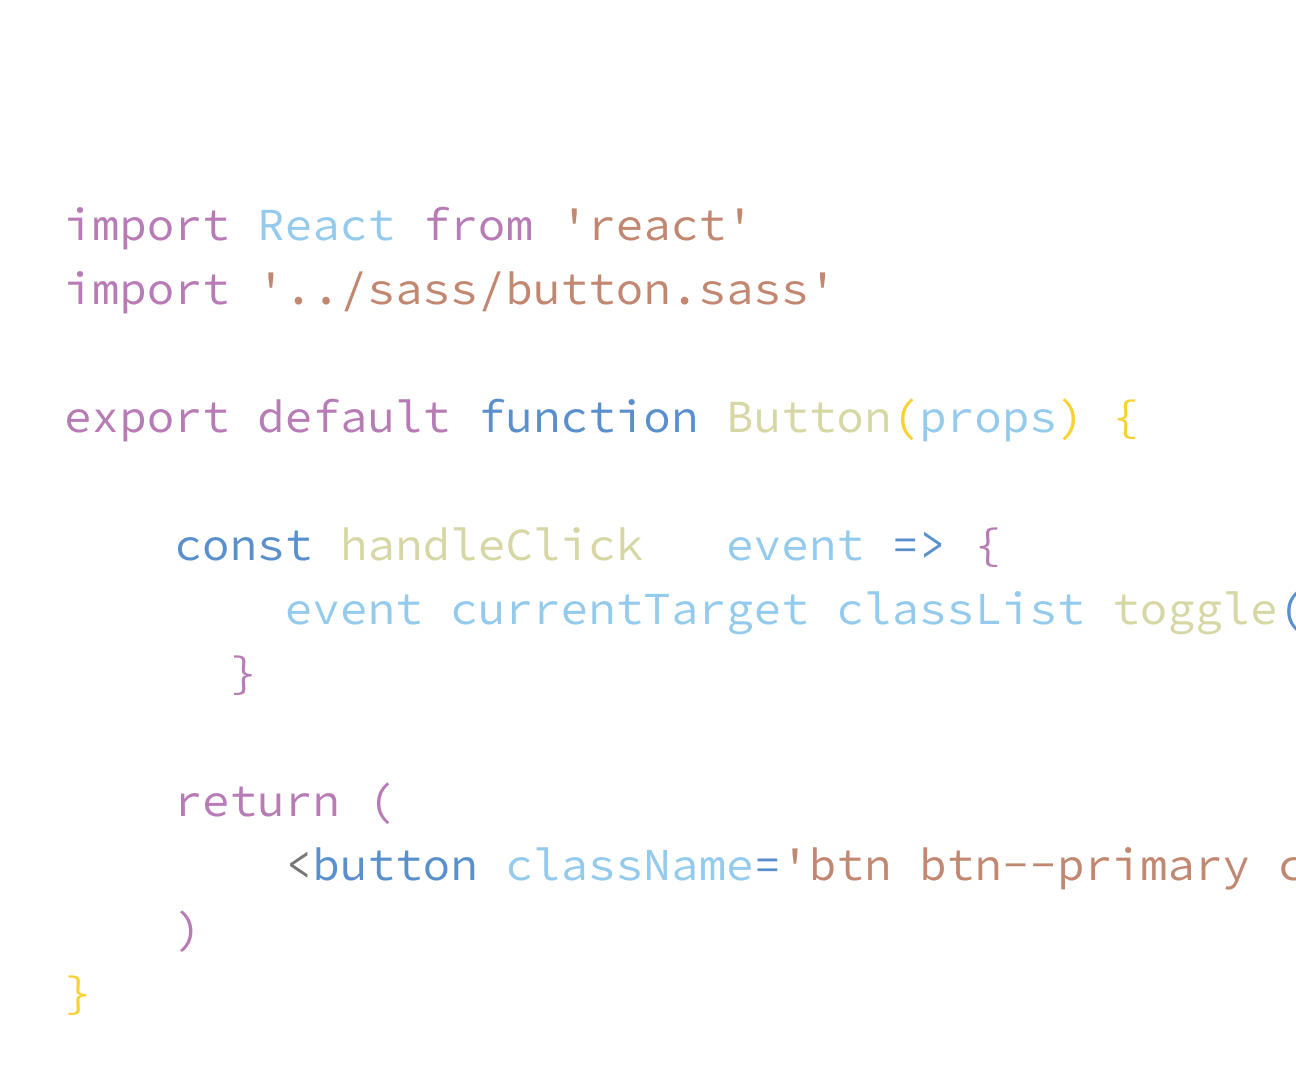 import React from 'react'
import '../sass/button.sass'
export default function Button(props) {
const handleClick event => {
event currentTarget classList toggle(
}
return (
<button className='btn btn--primary c
)
}